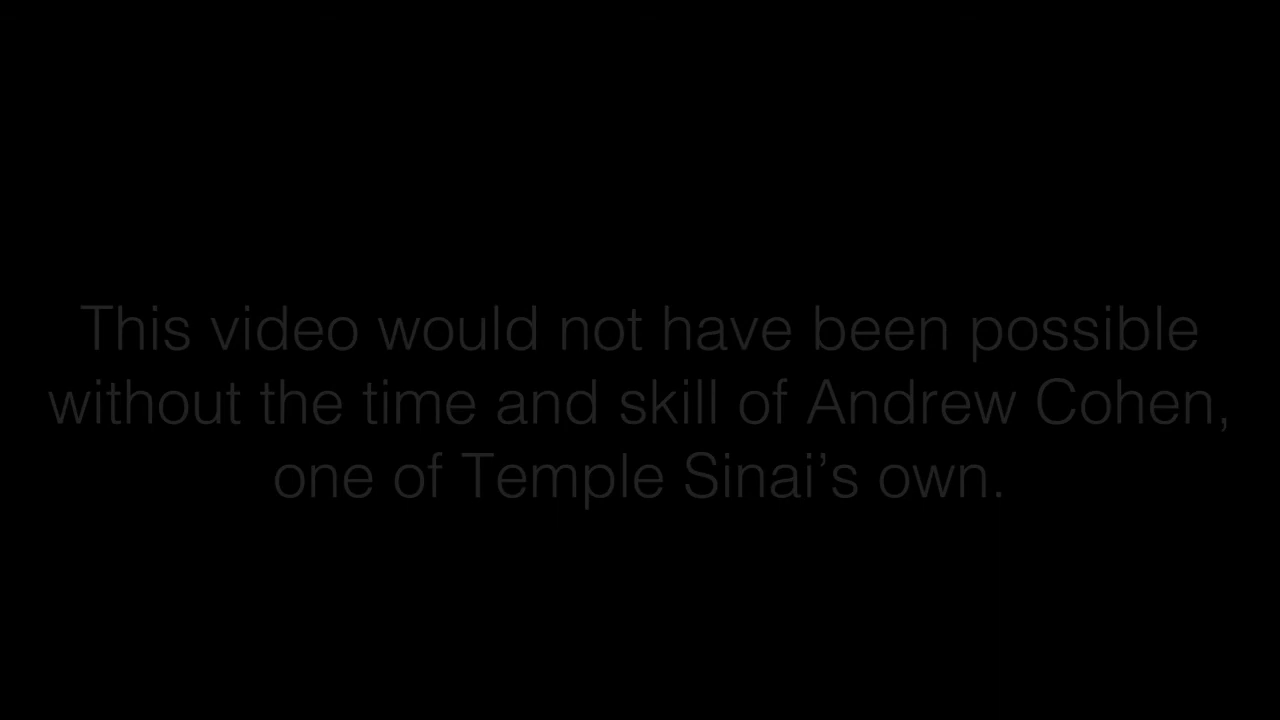 This video would not have been possible
without the time and skill of Andrew Cohen,
one of Temple Sinai’s own.